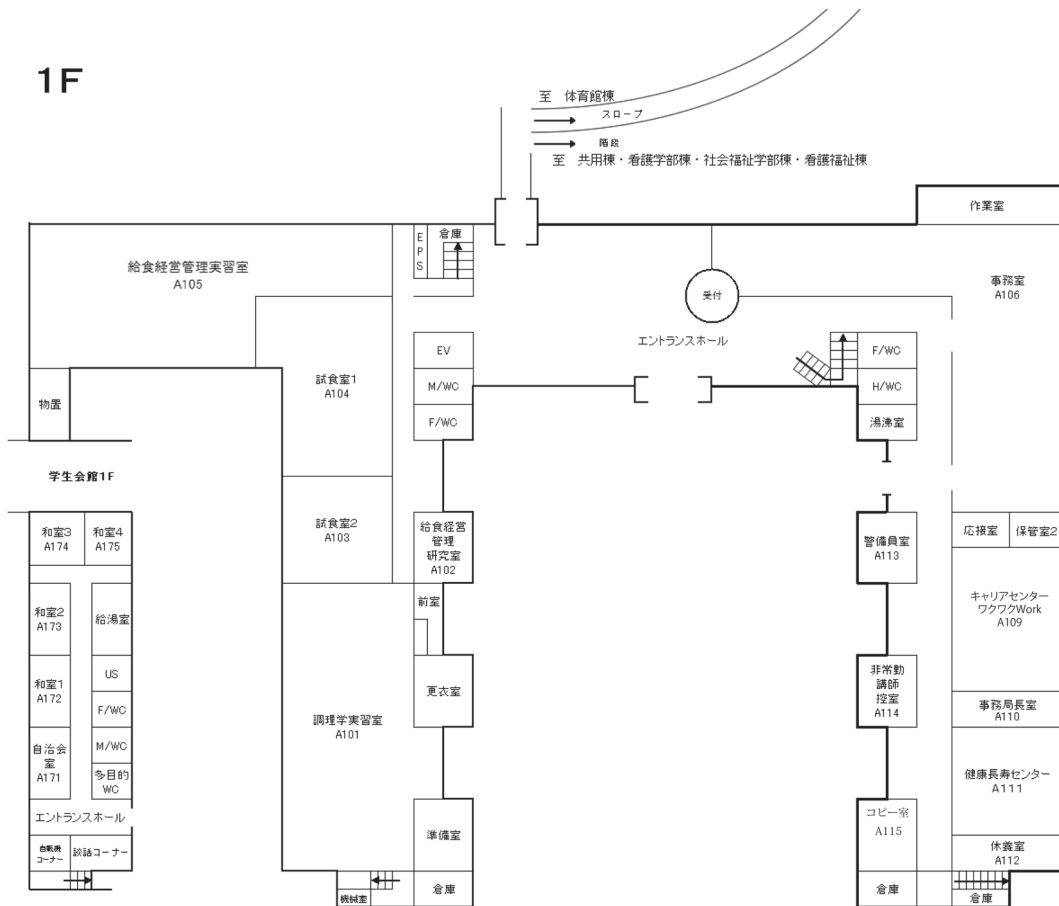 1F
至 体育館棟
スロープ
階段
至 共用棟・看護学部棟・社会福祉学部棟・看護福祉棟
作業室
給食経営管理実習室
A105
EPS
倉庫
受付
事務室
A106
エントランスホール
EV
M/WC
F/WC
F/WC
H/WC
湯沸室
試食室1
A104
物置
学生会館1F
試食室2
A103
給食経営
管理
研究室
A102
警備員室
A113
応接室
保管室2
和室3
A174
和室4
A175
前室
キャリアセンター
ワクワクWork
A109
和室2
A173
給湯室
US
和室1
A172
F/WC
更衣室
非常勤
講師
控室
A114
事務局長室
A110
調理学実習室
A101
自治会
室
A171
M/WC
多目的
WC
健康長寿センター
A111
エントランスホール
自販機
コーナー
談話コーナー
準備室
コピー室
A115
休養室
A112
機械室
倉庫
倉庫
倉庫